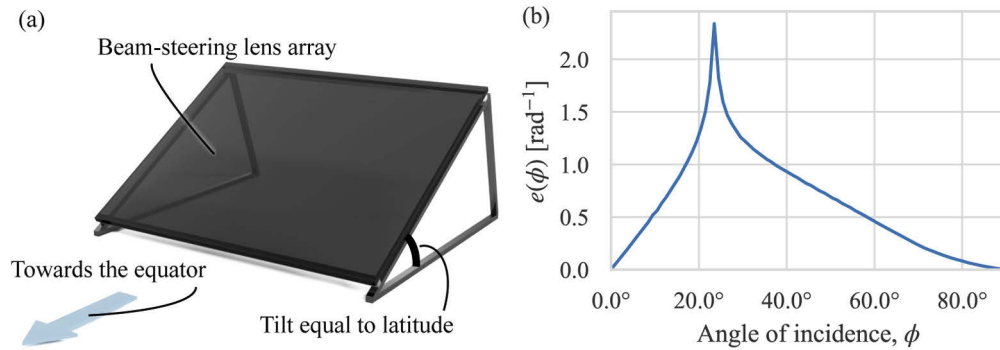 (a)
Beam-steering lens array
Towards the equator
Tilt equal to latitude
(b)
e(ϕ) [rad⁻¹]
2.0
1.5
1.0
0.5
0.0
0.0° 20.0° 40.0° 60.0° 80.0°
Angle of incidence, ϕ